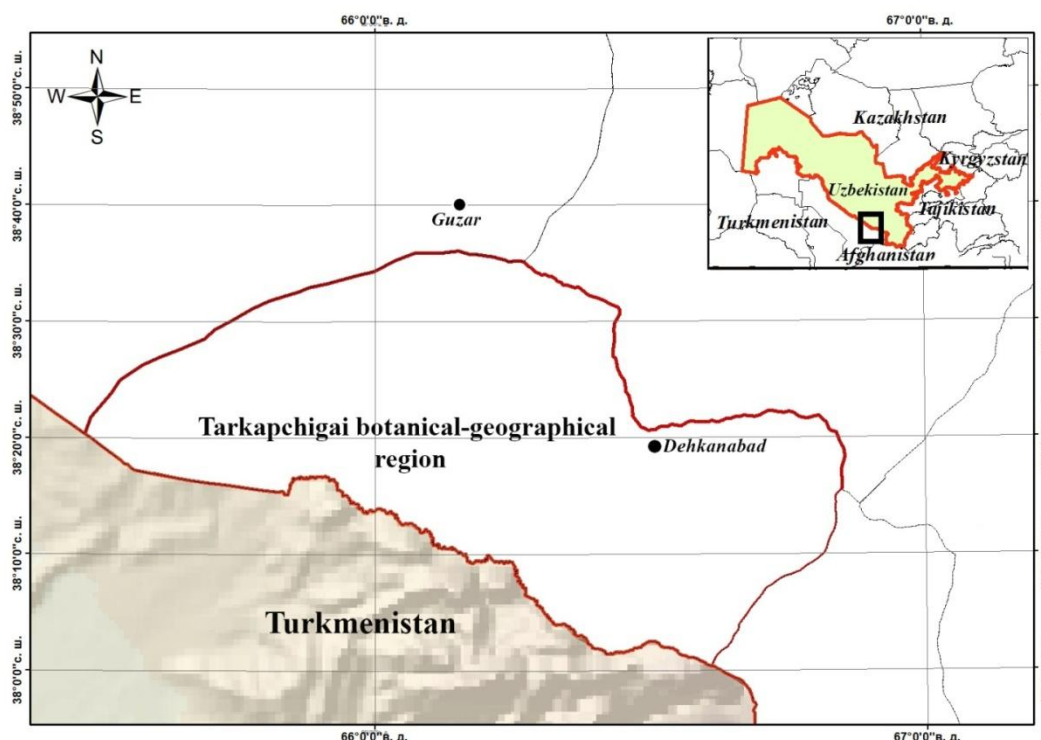 66°0'0"в. д.
67°0'0"в. д.
38°50'0"с. ш.
38°40'0"с. ш.
38°30'0"с. ш.
38°20'0"с. ш.
38°10'0"с. ш.
38°0'0"с. ш.
N
W
E
S
Kazakhstan
Kyrgyzstan
Uzbekistan
Tajikistan
Turkmenistan
Afghanistan
Guzar
Tarkapchigai botanical-geographical
region
Dehkanabad
Turkmenistan
66°0'0"в. д.
67°0'0"в. д.